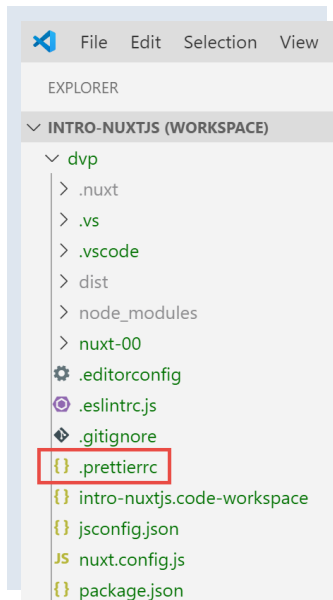 File Edit Selection View
EXPLORER
INTRO-NUXTJS (WORKSPACE)
dvp
.nuxt
.vs
.vscode
dist
node_modules
nuxt-00
.editorconfig
.eslintrc.js
.gitignore
{} .prettierrc
{} intro-nuxtjs.code-workspace
{} jsconfig.json
JS nuxt.config.js
{} package.json